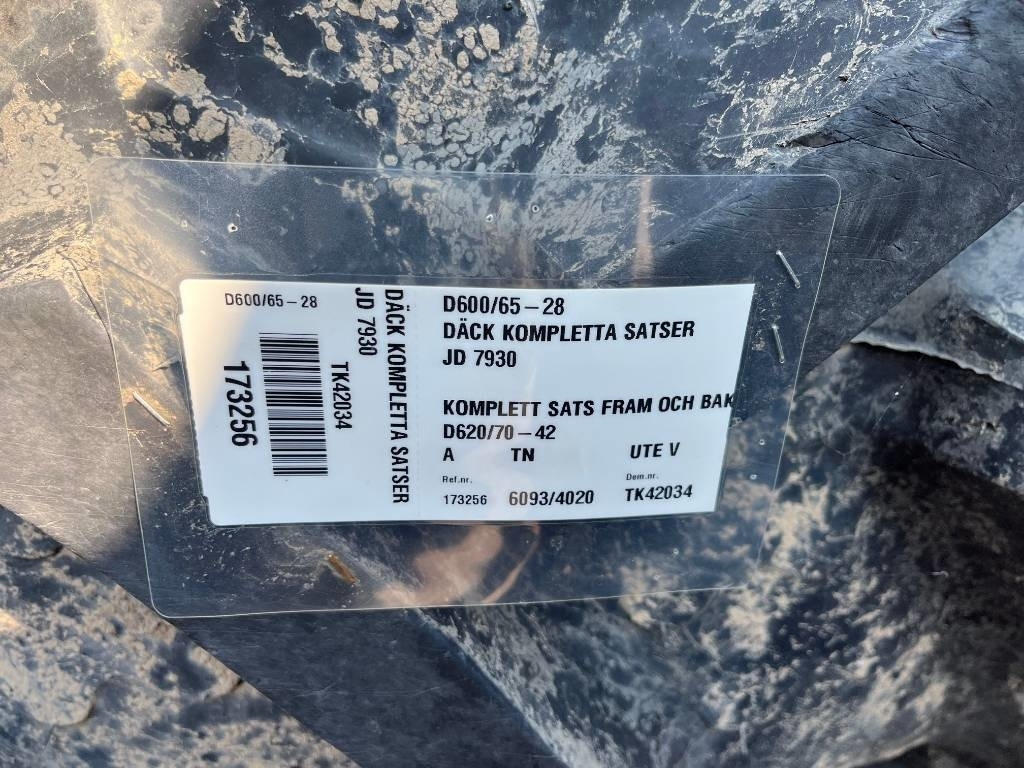 D600/65-28
173256
TK42034
JD 7930
DÄCK KOMPLETTA SATSER
D600/65-28
DÄCK KOMPLETTA SATSER
JD 7930
KOMPLETT SATS FRAM OCH BAK
D620/70-42
A TN UTE V
Ref.nr. Dem.nr.
173256 6093/4020 TK42034